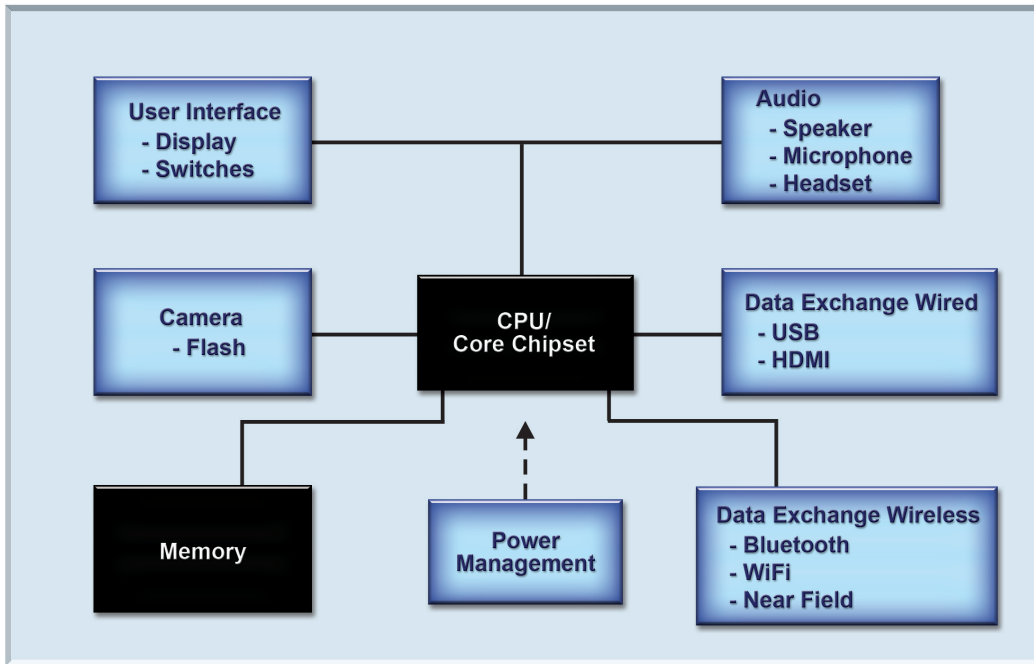 User Interface
- Display
- Switches
Audio
- Speaker
- Microphone
- Headset
Camera
- Flash
CPU/
Core Chipset
Data Exchange Wired
- USB
- HDMI
Memory
Power
Management
Data Exchange Wireless
- Bluetooth
- WiFi
- Near Field